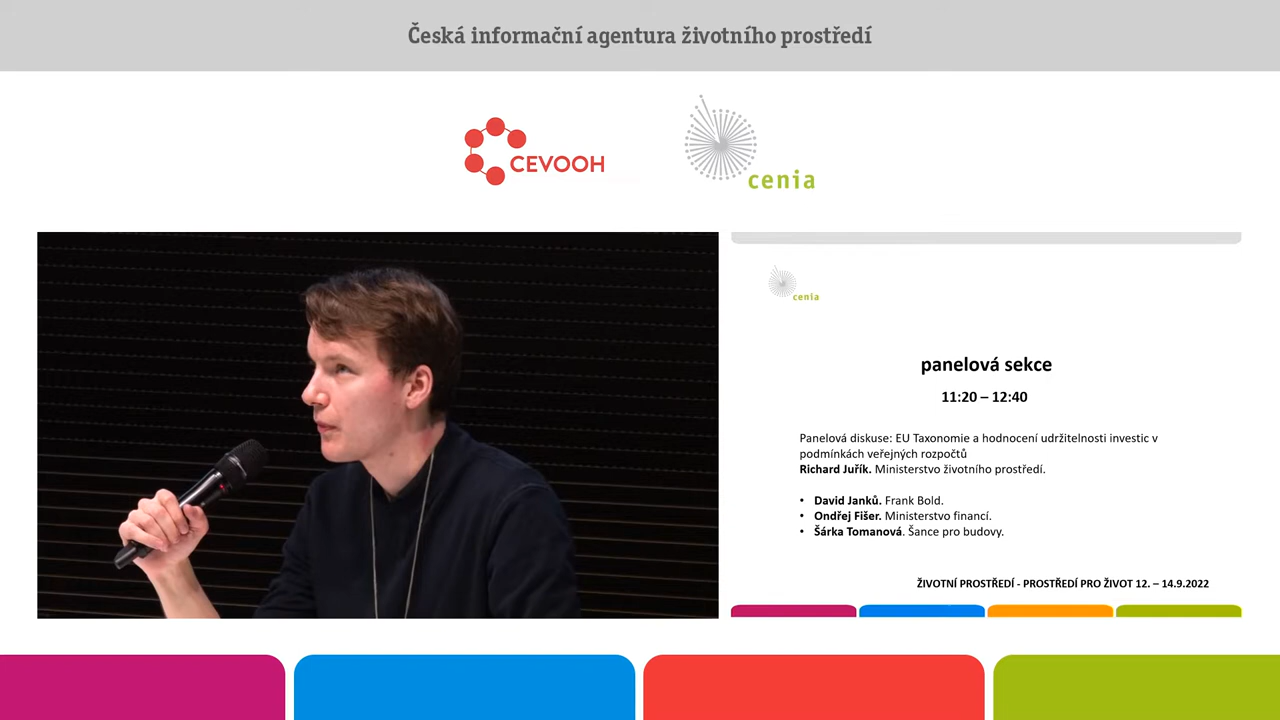 Česká informační agentura životního prostředí
CEVOOH
cenia
cenia
panelová sekce
11:20 – 12:40
Panelová diskuse: EU Taxonomie a hodnocení udržitelnosti investic v
podmínkách veřejných rozpočtů
Richard Juřík. Ministerstvo životního prostředí.
• David Janků. Frank Bold.
• Ondřej Fišer. Ministerstvo financí.
• Šárka Tomanová. Šance pro budovy.
ŽIVOTNÍ PROSTŘEDÍ - PROSTŘEDÍ PRO ŽIVOT 12. – 14.9.2022